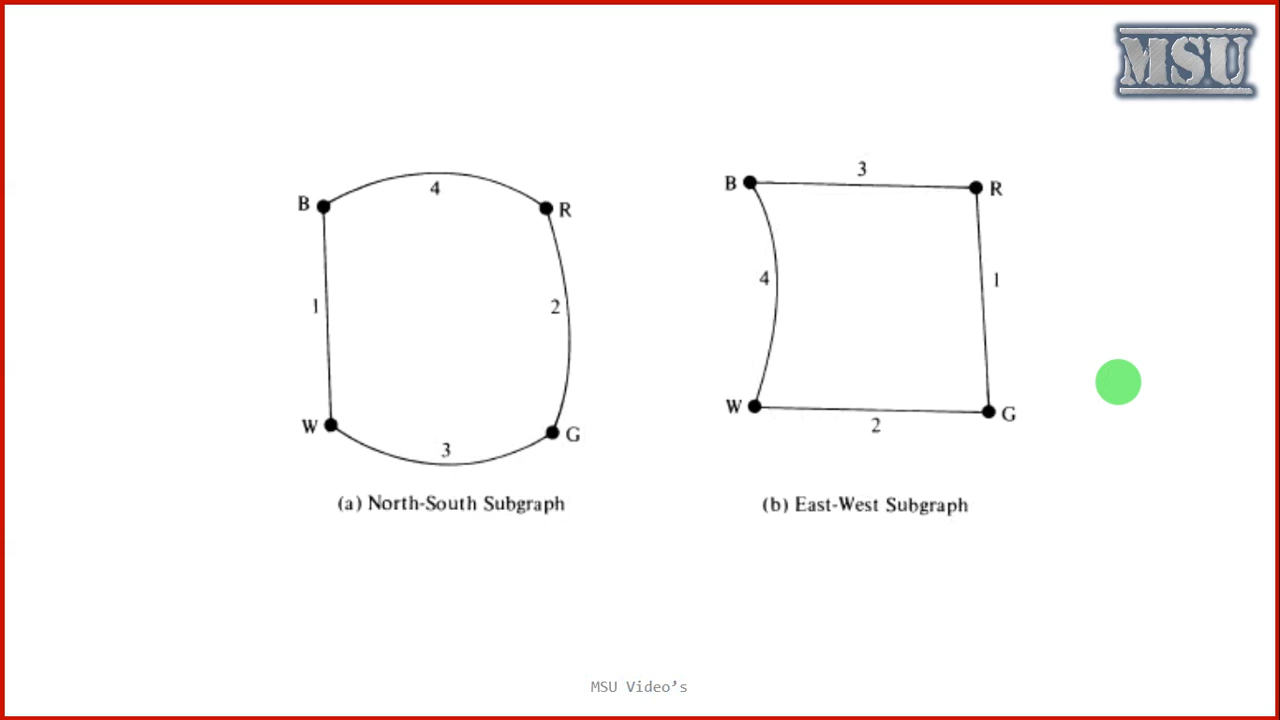 MSU
B
4
R
1
2
W
3
G
(a) North-South Subgraph
B
3
R
4
1
W
2
G
(b) East-West Subgraph
MSU Video’s